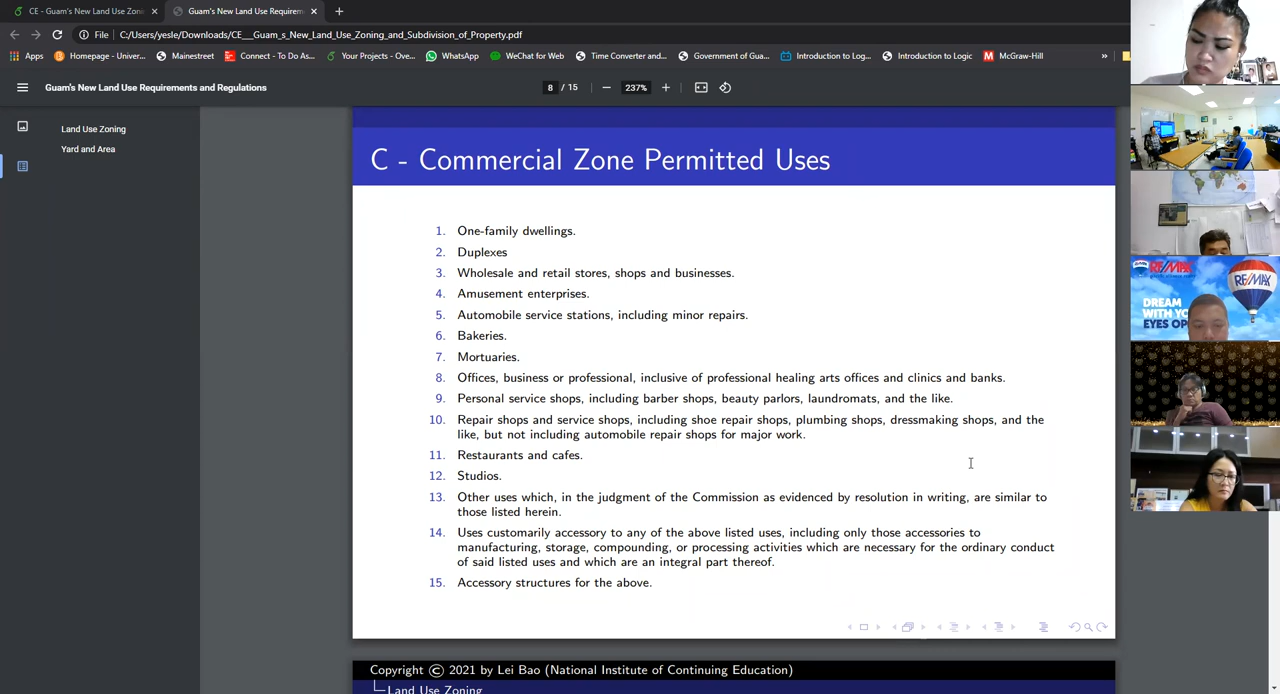 CE - Guam's New Land Use Zoni
Guam's New Land Use Requirem
File
C:/Users/yesle/Downloads/CE__Guam_s_New_Land_Use_Zoning_and_Subdivision_of_Property.pdf
Apps
Homepage - Univer...
Mainstreet
Connect - To Do As...
Your Projects - Ove...
WhatsApp
WeChat for Web
Time Converter and...
Government of Gua...
Introduction to Log...
Introduction to Logic
McGraw-Hill
»
Guam's New Land Use Requirements and Regulations
8 / 15
237%
Land Use Zoning
Yard and Area
C - Commercial Zone Permitted Uses
1. One-family dwellings.
2. Duplexes
3. Wholesale and retail stores, shops and businesses.
4. Amusement enterprises.
5. Automobile service stations, including minor repairs.
6. Bakeries.
7. Mortuaries.
8. Offices, business or professional, inclusive of professional healing arts offices and clinics and banks.
9. Personal service shops, including barber shops, beauty parlors, laundromats, and the like.
10. Repair shops and service shops, including shoe repair shops, plumbing shops, dressmaking shops, and the
like, but not including automobile repair shops for major work.
11. Restaurants and cafes.
12. Studios.
13. Other uses which, in the judgment of the Commission as evidenced by resolution in writing, are similar to
those listed herein.
14. Uses customarily accessory to any of the above listed uses, including only those accessories to
manufacturing, storage, compounding, or processing activities which are necessary for the ordinary conduct
of said listed uses and which are an integral part thereof.
15. Accessory structures for the above.
Copyright © 2021 by Lei Bao (National Institute of Continuing Education)
Land Use Zoning
RE/MAX
RE/MAX
DREAM
WITH YO
EYES OP